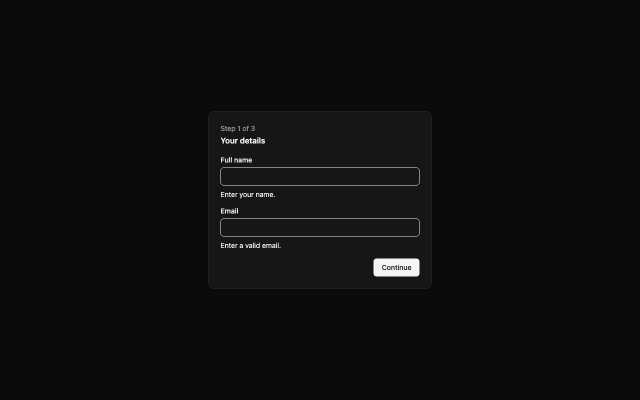 Step 1 of 3
Your details
Full name
Enter your name.
Email
Enter a valid email.
Continue